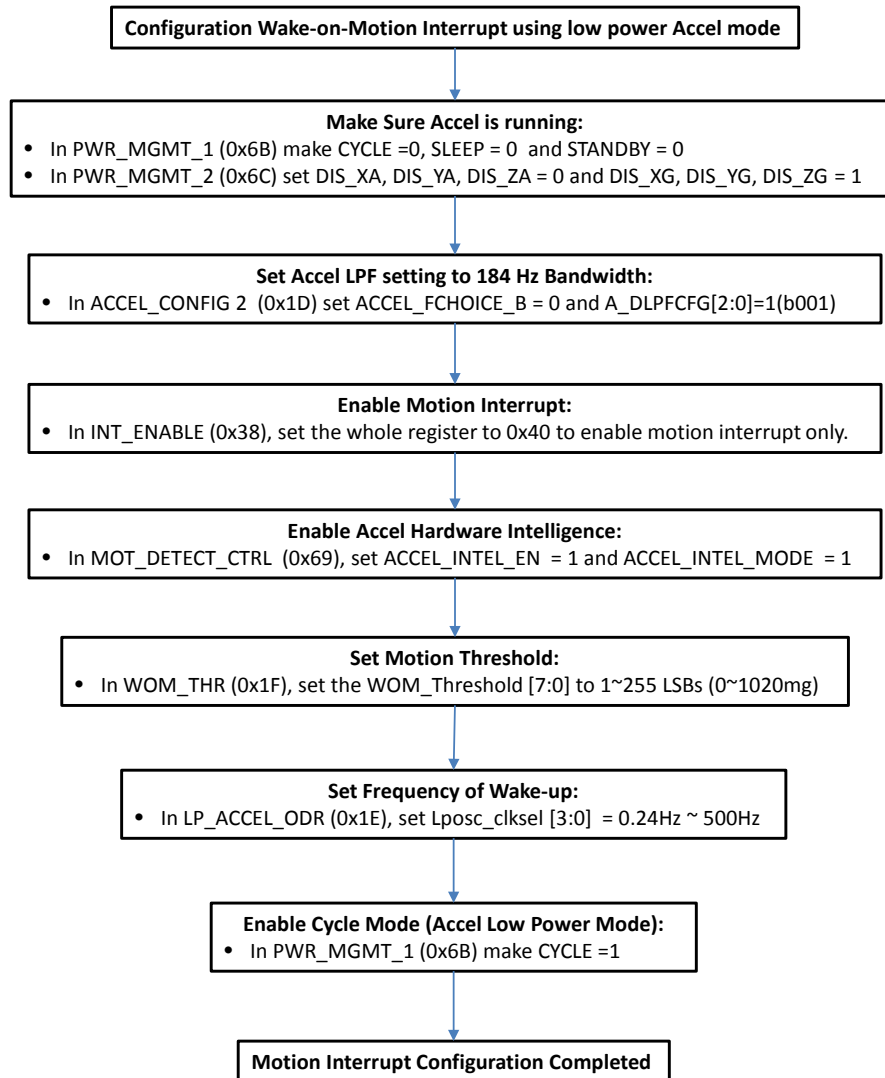 Configuration Wake-on-Motion Interrupt using low power Accel mode
Make Sure Accel is running:
• In PWR_MGMT_1 (0x6B) make CYCLE =0, SLEEP = 0 and STANDBY = 0
• In PWR_MGMT_2 (0x6C) set DIS_XA, DIS_YA, DIS_ZA = 0 and DIS_XG, DIS_YG, DIS_ZG = 1
Set Accel LPF setting to 184 Hz Bandwidth:
• In ACCEL_CONFIG 2 (0x1D) set ACCEL_FCHOICE_B = 0 and A_DLPFCFG[2:0]=1(b001)
Enable Motion Interrupt:
• In INT_ENABLE (0x38), set the whole register to 0x40 to enable motion interrupt only.
Enable Accel Hardware Intelligence:
• In MOT_DETECT_CTRL (0x69), set ACCEL_INTEL_EN = 1 and ACCEL_INTEL_MODE = 1
Set Motion Threshold:
• In WOM_THR (0x1F), set the WOM_Threshold [7:0] to 1~255 LSBs (0~1020mg)
Set Frequency of Wake-up:
• In LP_ACCEL_ODR (0x1E), set Lposc_clksel [3:0] = 0.24Hz ~ 500Hz
Enable Cycle Mode (Accel Low Power Mode):
• In PWR_MGMT_1 (0x6B) make CYCLE =1
Motion Interrupt Configuration Completed